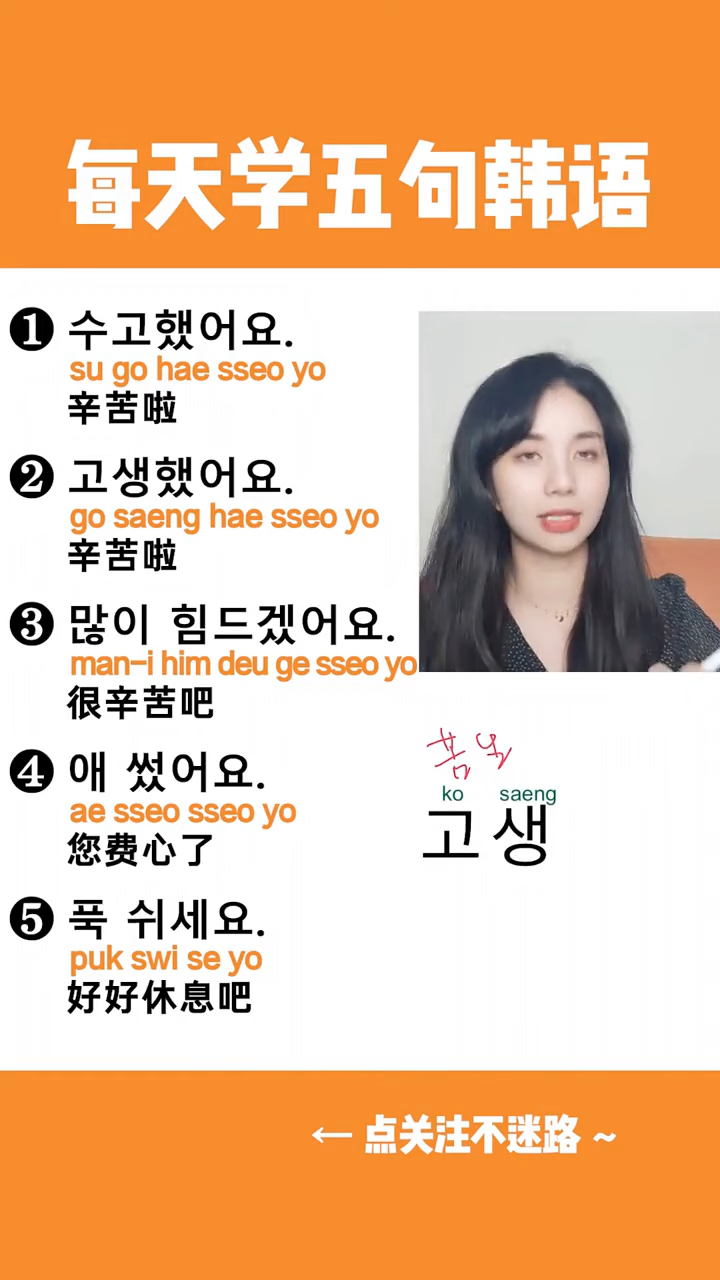 每天学五句韩语
❶ 수고했어요.
su go hae sseo yo
辛苦啦
❷ 고생했어요.
go saeng hae sseo yo
辛苦啦
❸ 많이 힘드겠어요.
man-i him deu ge sseo yo
很辛苦吧
❹ 애 썼어요.
ae sseo sseo yo
您费心了
❺ 푹 쉬세요.
puk swi se yo
好好休息吧
苦生
ko saeng
고생
← 点关注不迷路 ~